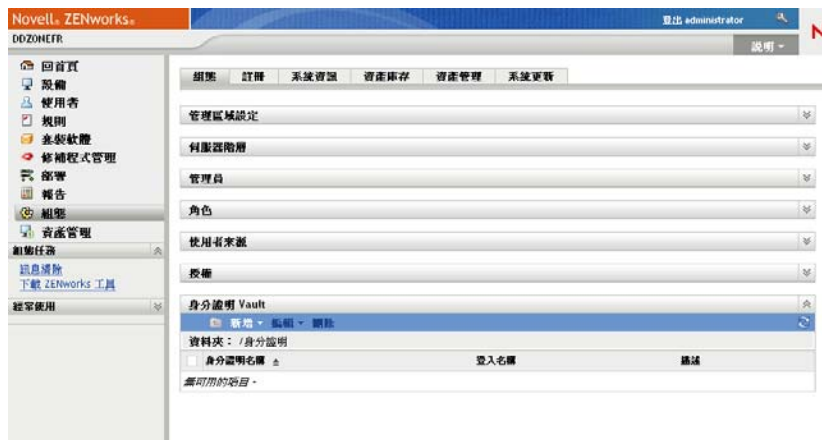 Novell® ZENworks®
登出 administrator
DDZONEFR
說明
N
回首頁
設備
使用者
規則
套裝軟體
修補程式管理
部署
報告
組態
資產管理
組態任務
訊息清除
下載 ZENworks 工具
經常使用
組態 註冊 系統資訊 資產庫存 資產管理 系統更新
管理區域設定
伺服器階層
管理員
角色
使用者來源
授權
身分證明 Vault
新增 編輯 刪除
資料夾： /身分證明
身分證明名稱 登入名稱 描述
無可用的項目。